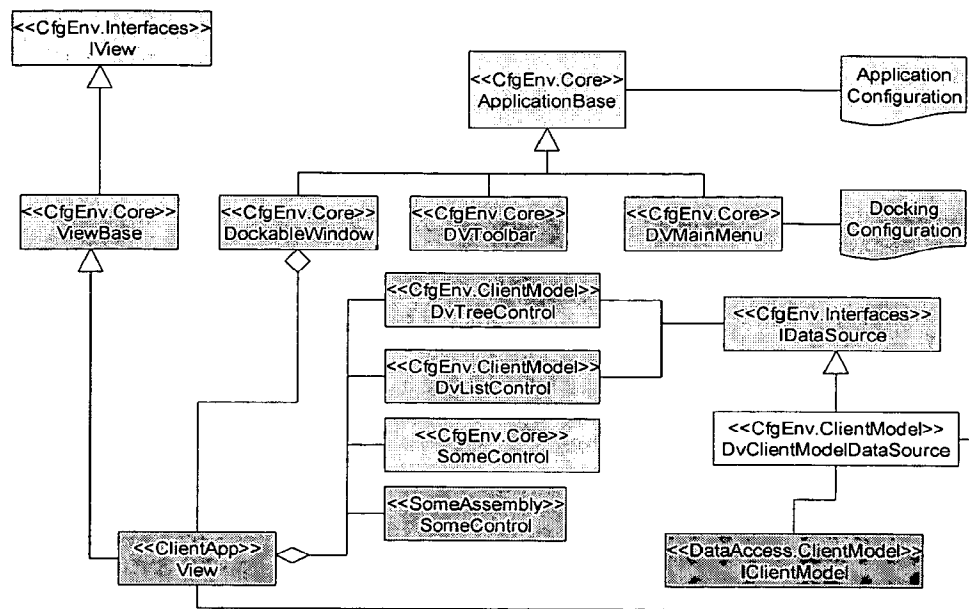 <<CfgEnv.Interfaces>>
IView
<<CfgEnv.Core>>
ApplicationBase
Application
Configuration
<<CfgEnv.Core>>
ViewBase
<<CfgEnv.Core>>
DockableWindow
<<CfgEnv.Core>>
DVToolbar
<<CfgEnv.Core>>
DVMainMenu
Docking
Configuration
<<CfgEnv.ClientModel>>
DvTreeControl
<<CfgEnv.Interfaces>>
IDataSource
<<CfgEnv.ClientModel>>
DvListControl
<<CfgEnv.Core>>
SomeControl
<<CfgEnv.ClientModel>>
DvClientModelDataSource
<<SomeAssembly>>
SomeControl
<<ClientApp>>
View
<<DataAccess.ClientModel>>
IClientModel